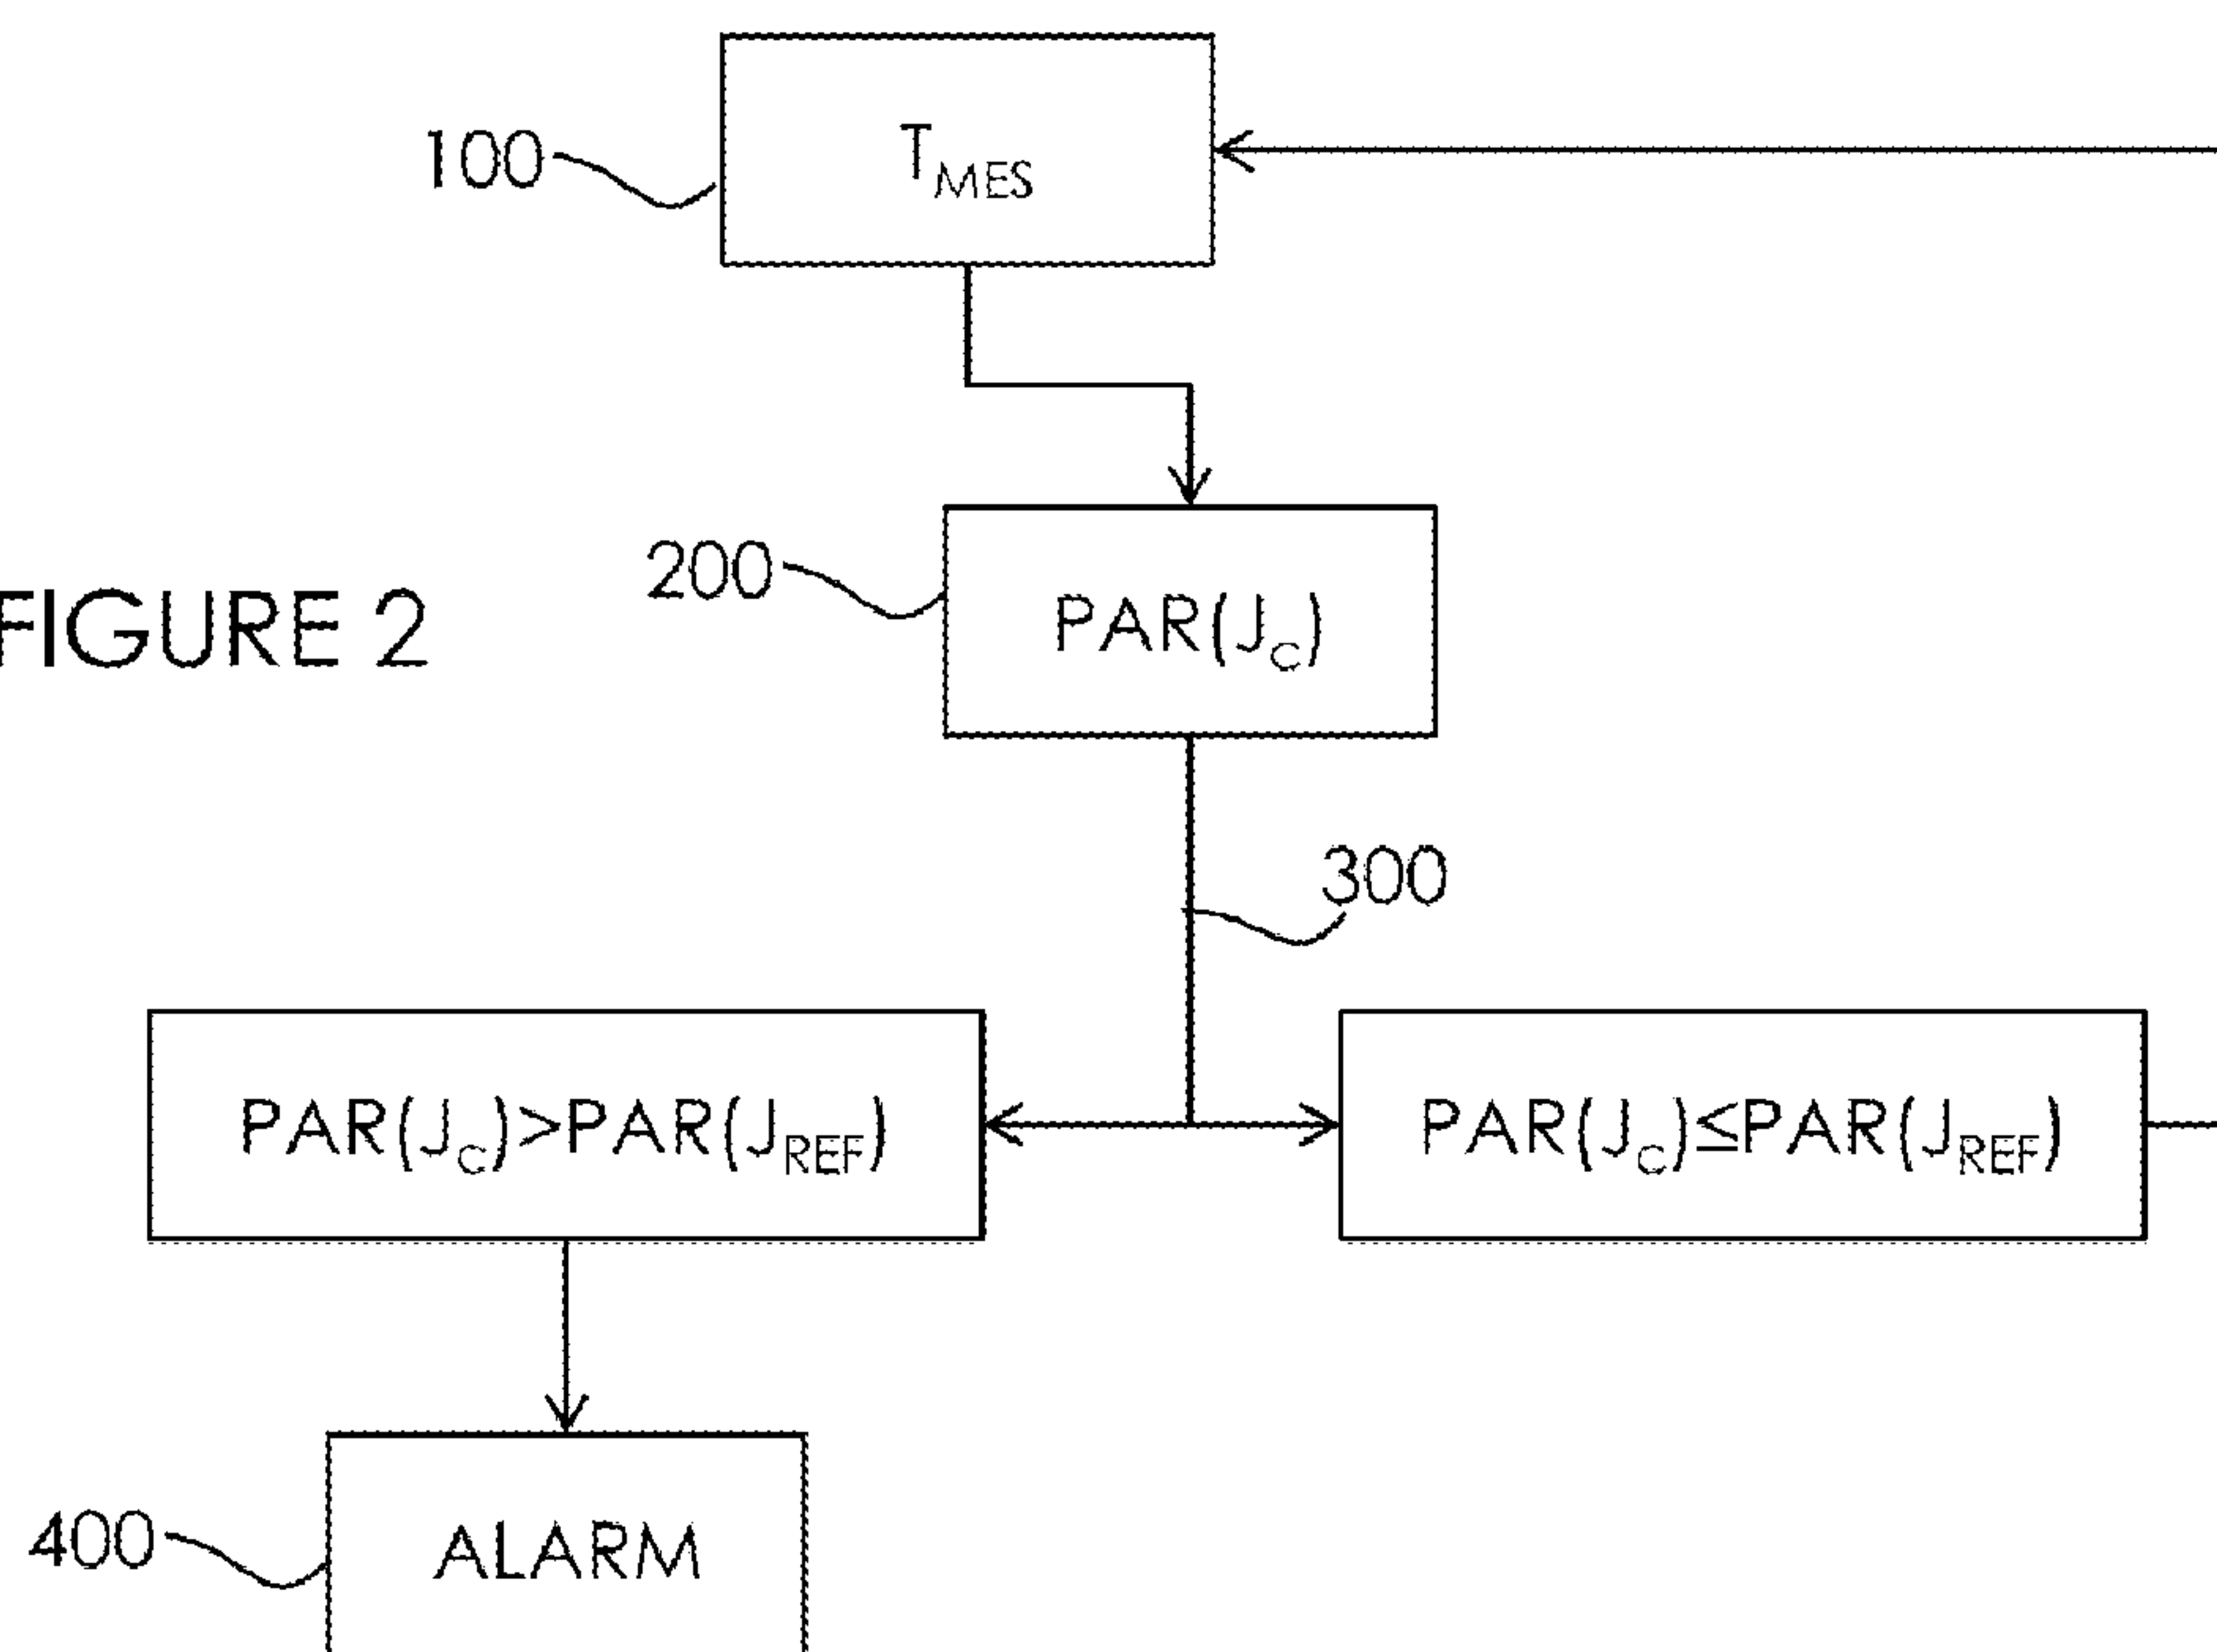 100
T_MES
200
PAR(J_C)
FIGURE 2
300
PAR(J_C)>PAR(J_REF)
PAR(J_C)≤PAR(J_REF)
400
ALARM